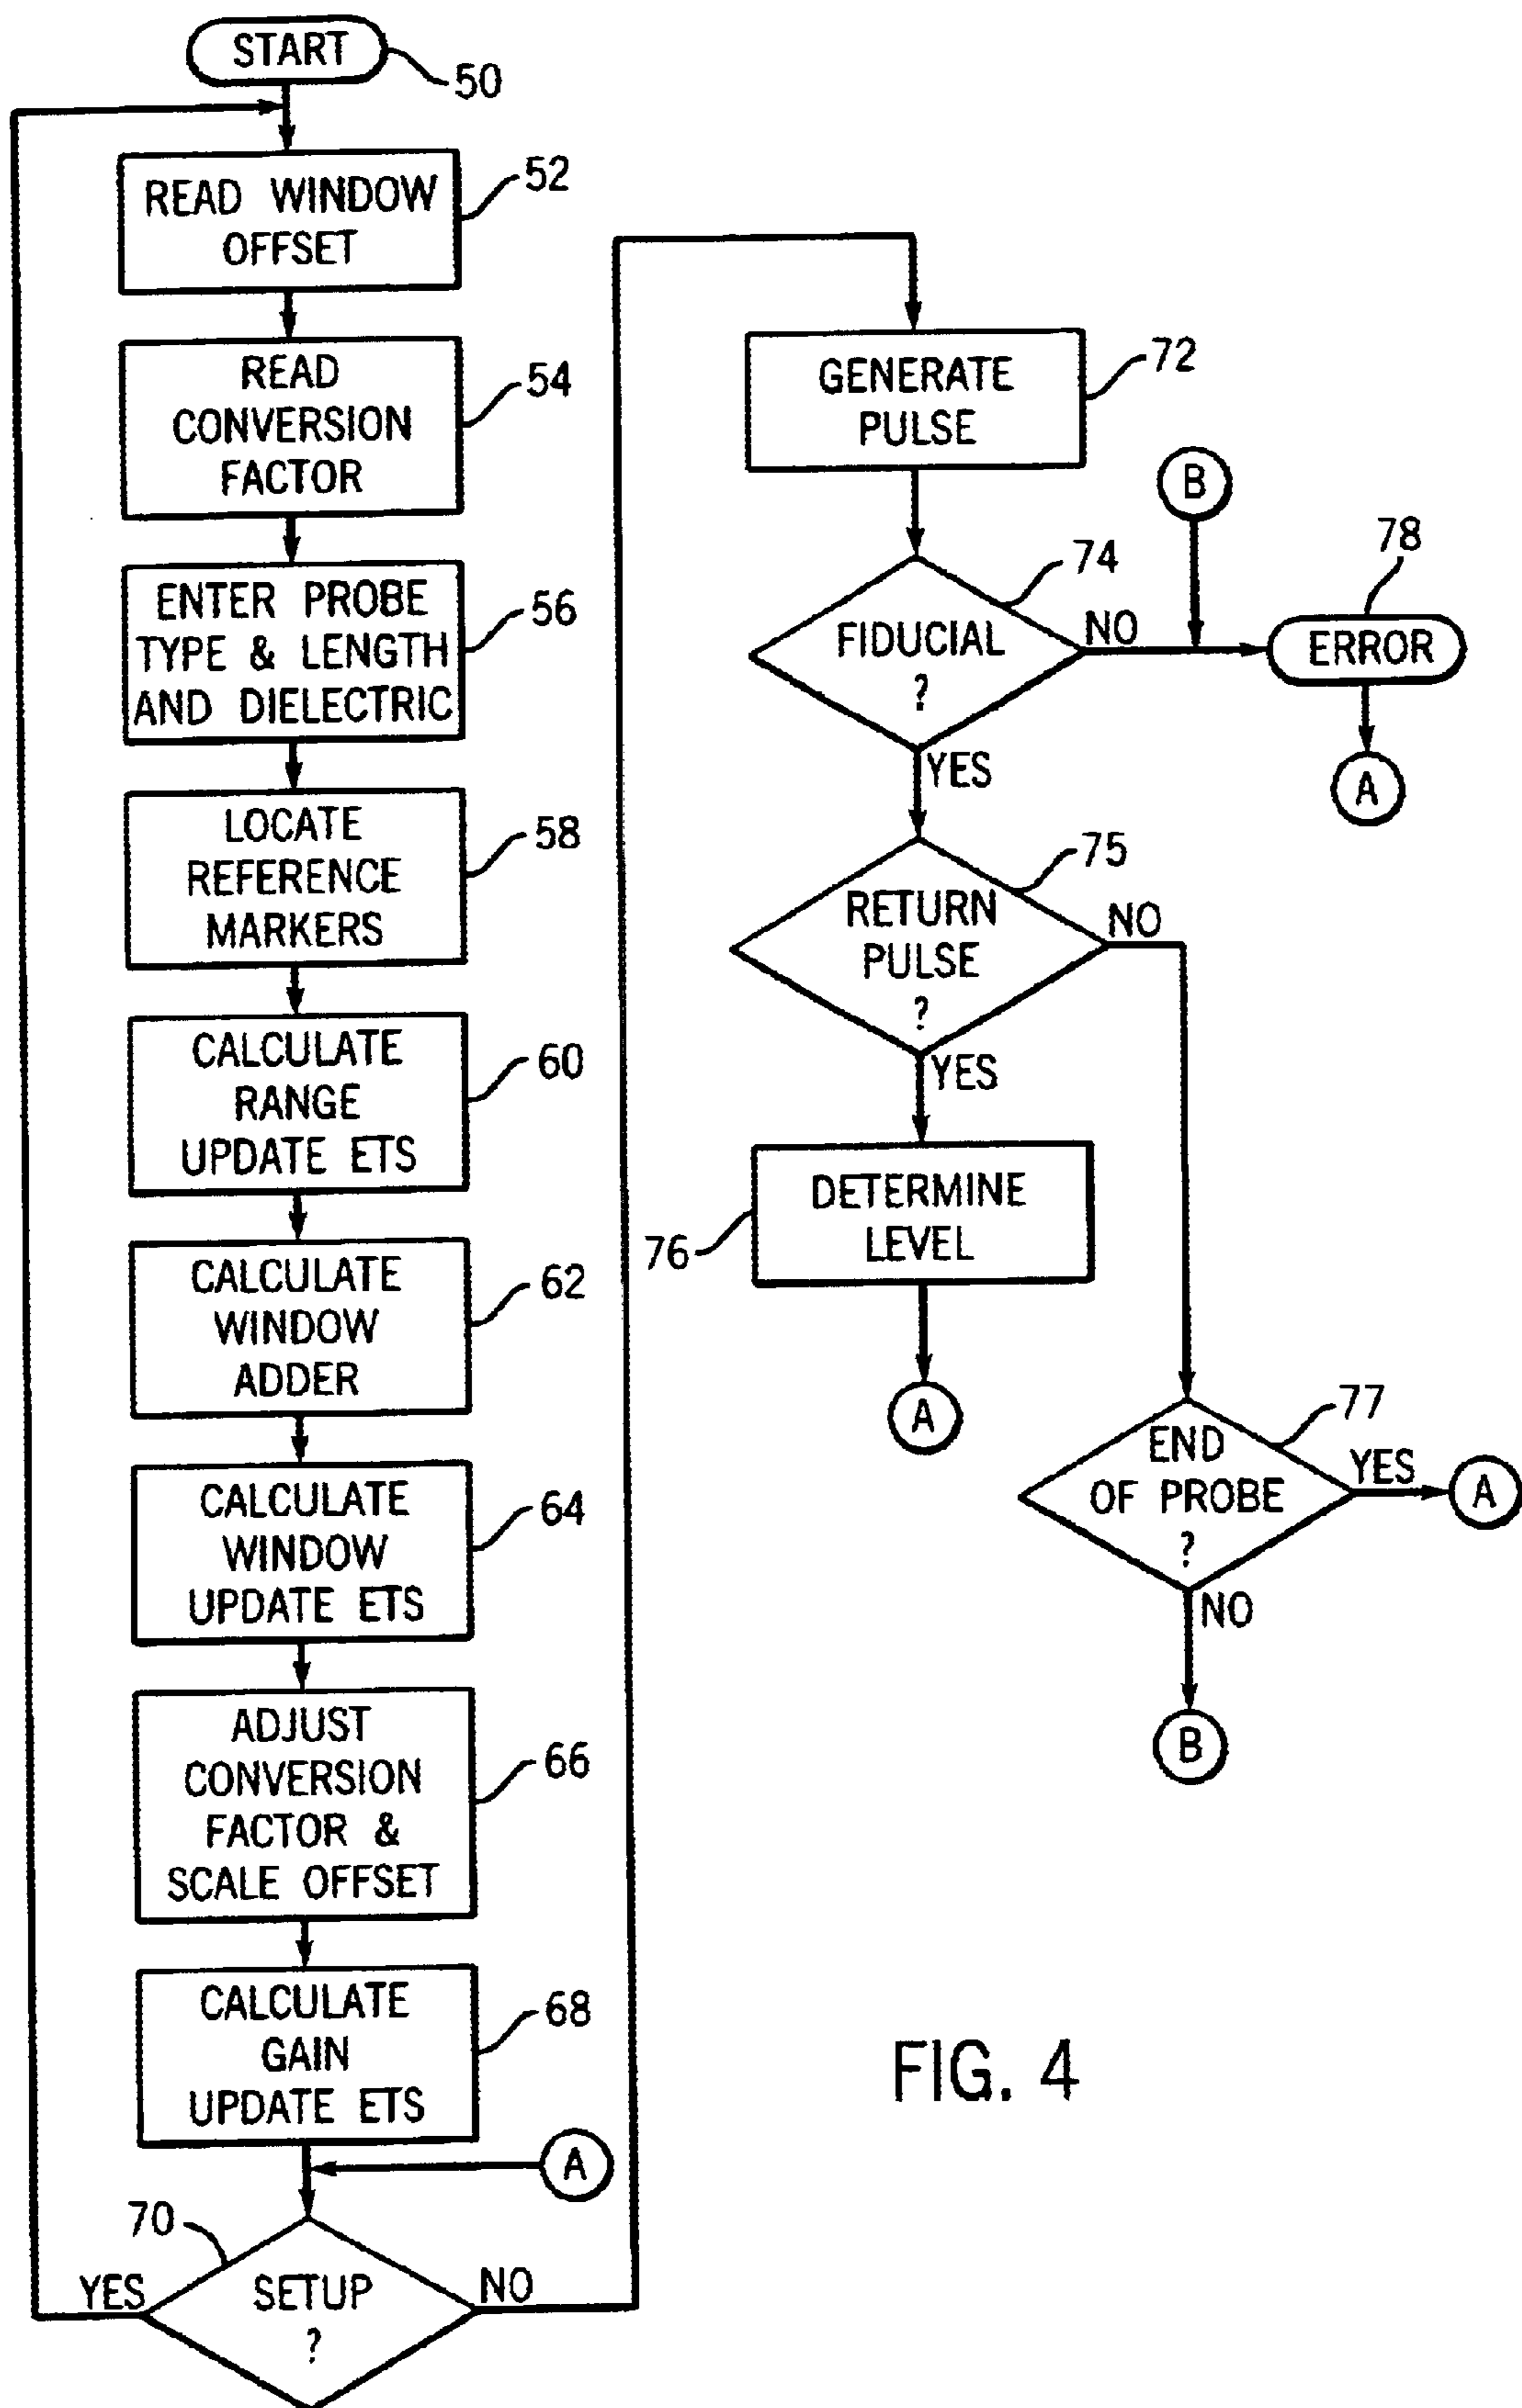 START
50
READ WINDOW
OFFSET
52
READ
CONVERSION
FACTOR
54
ENTER PROBE
TYPE & LENGTH
AND DIELECTRIC
56
LOCATE
REFERENCE
MARKERS
58
CALCULATE
RANGE
UPDATE ETS
60
CALCULATE
WINDOW
ADDER
62
CALCULATE
WINDOW
UPDATE ETS
64
ADJUST
CONVERSION
FACTOR &
SCALE OFFSET
66
CALCULATE
GAIN
UPDATE ETS
68
A
70
SETUP
?
YES
NO
GENERATE
PULSE
72
B
FIDUCIAL
?
74
NO
78
ERROR
A
YES
RETURN
PULSE
?
75
NO
YES
DETERMINE
LEVEL
76
A
END
OF PROBE
?
77
YES
A
NO
B
FIG. 4